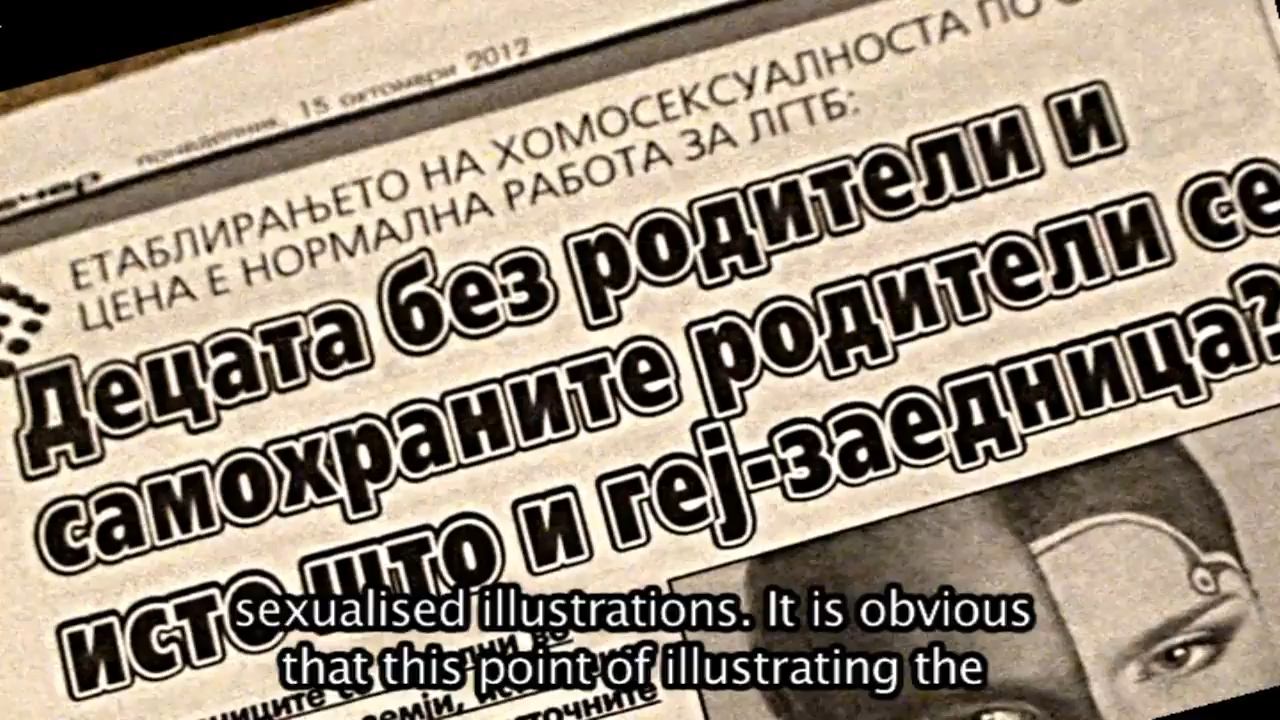 понеделник, 15 октомври 2012
ЕТАБЛИРАЊЕТО НА ХОМОСЕКСУАЛНОСТА ПО
ЦЕНА Е НОРМАЛНА РАБОТА ЗА ЛГТБ:
Децата без родители и
самохраните родители се
исто што и геј-заедница?
sexualised illustrations. It is obvious
that this point of illustrating the